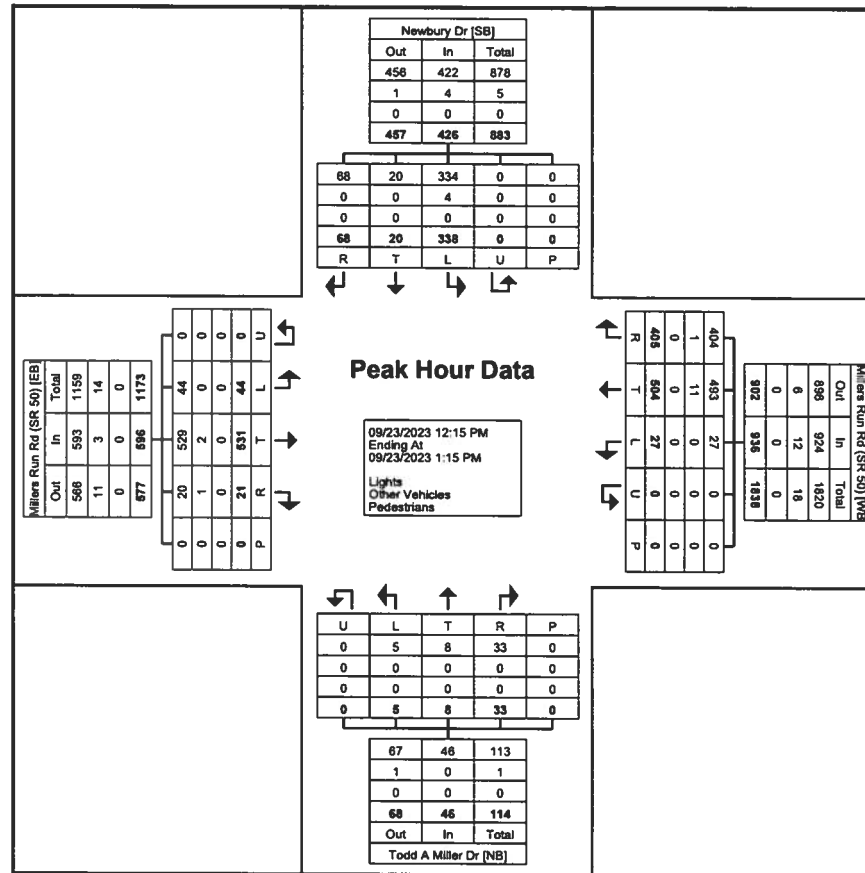 Newbury Dr [SB]
Out In Total
456 422 878
1 4 5
0 0 0
457 426 883
68 20 334 0 0
0 0 4 0 0
0 0 0 0 0
68 20 338 0 0
R T L U P
Millers Run Rd (SR 50) [EB]
Total In Out
1159 593 566
14 3 11
0 0 0
1173 596 577
0 0 0 0 U
44 0 0 44 L
529 2 0 531 T
20 1 0 21 R
0 0 0 0 P
Peak Hour Data
09/23/2023 12:15 PM
Ending At
09/23/2023 1:15 PM
Lights
Other Vehicles
Pedestrians
R 405 0 1 404
T 504 0 11 493
L 27 0 0 27
U 0 0 0 0
P 0 0 0 0
Millers Run Rd (SR 50) [WB]
Out In Total
896 924 1820
6 12 18
0 0 0
902 936 1838
U L T R P
0 5 8 33 0
0 0 0 0 0
0 0 0 0 0
0 5 8 33 0
67 46 113
1 0 1
0 0 0
68 46 114
Out In Total
Todd A Miller Dr [NB]